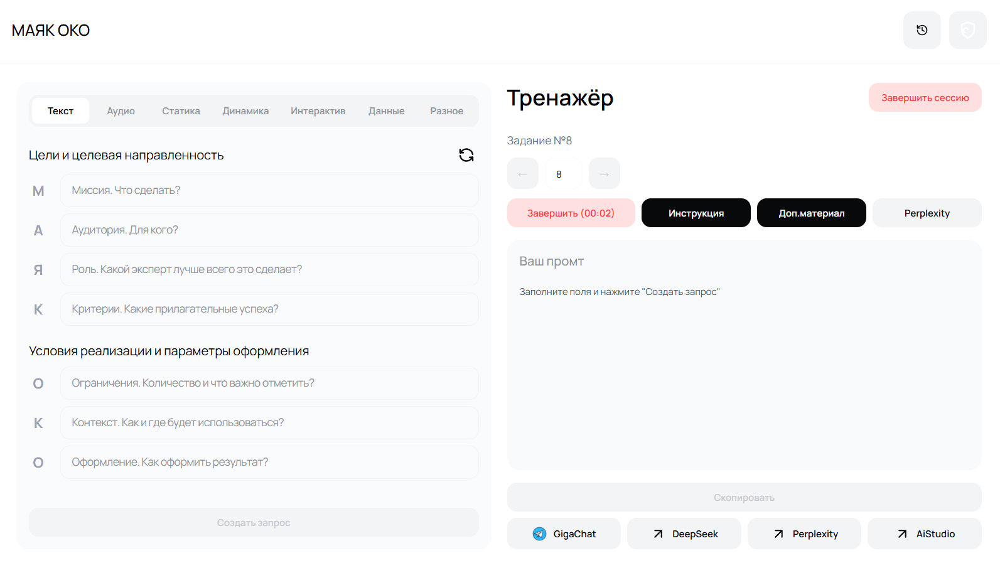 МАЯК ОКО
Текст
Аудио
Статика
Динамика
Интерактив
Данные
Разное
Цели и целевая направленность
М
Миссия. Что сделать?
А
Аудитория. Для кого?
Я
Роль. Какой эксперт лучше всего это сделает?
К
Критерии. Какие прилагательные успеха?
Условия реализации и параметры оформления
О
Ограничения. Количество и что важно отметить?
К
Контекст. Как и где будет использоваться?
О
Оформление. Как оформить результат?
Создать запрос
Тренажёр
Завершить сессию
Задание №8
←
8
→
Завершить (00:02)
Инструкция
Доп.материал
Perplexity
Ваш промт
Заполните поля и нажмите "Создать запрос"
Скопировать
GigaChat
DeepSeek
Perplexity
AiStudio